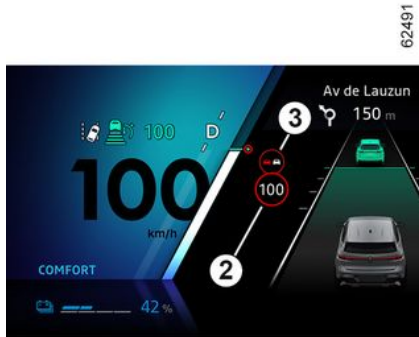 62491
Av de Lauzun
150 m
3
100
D
100
100
km/h
2
COMFORT
42 %